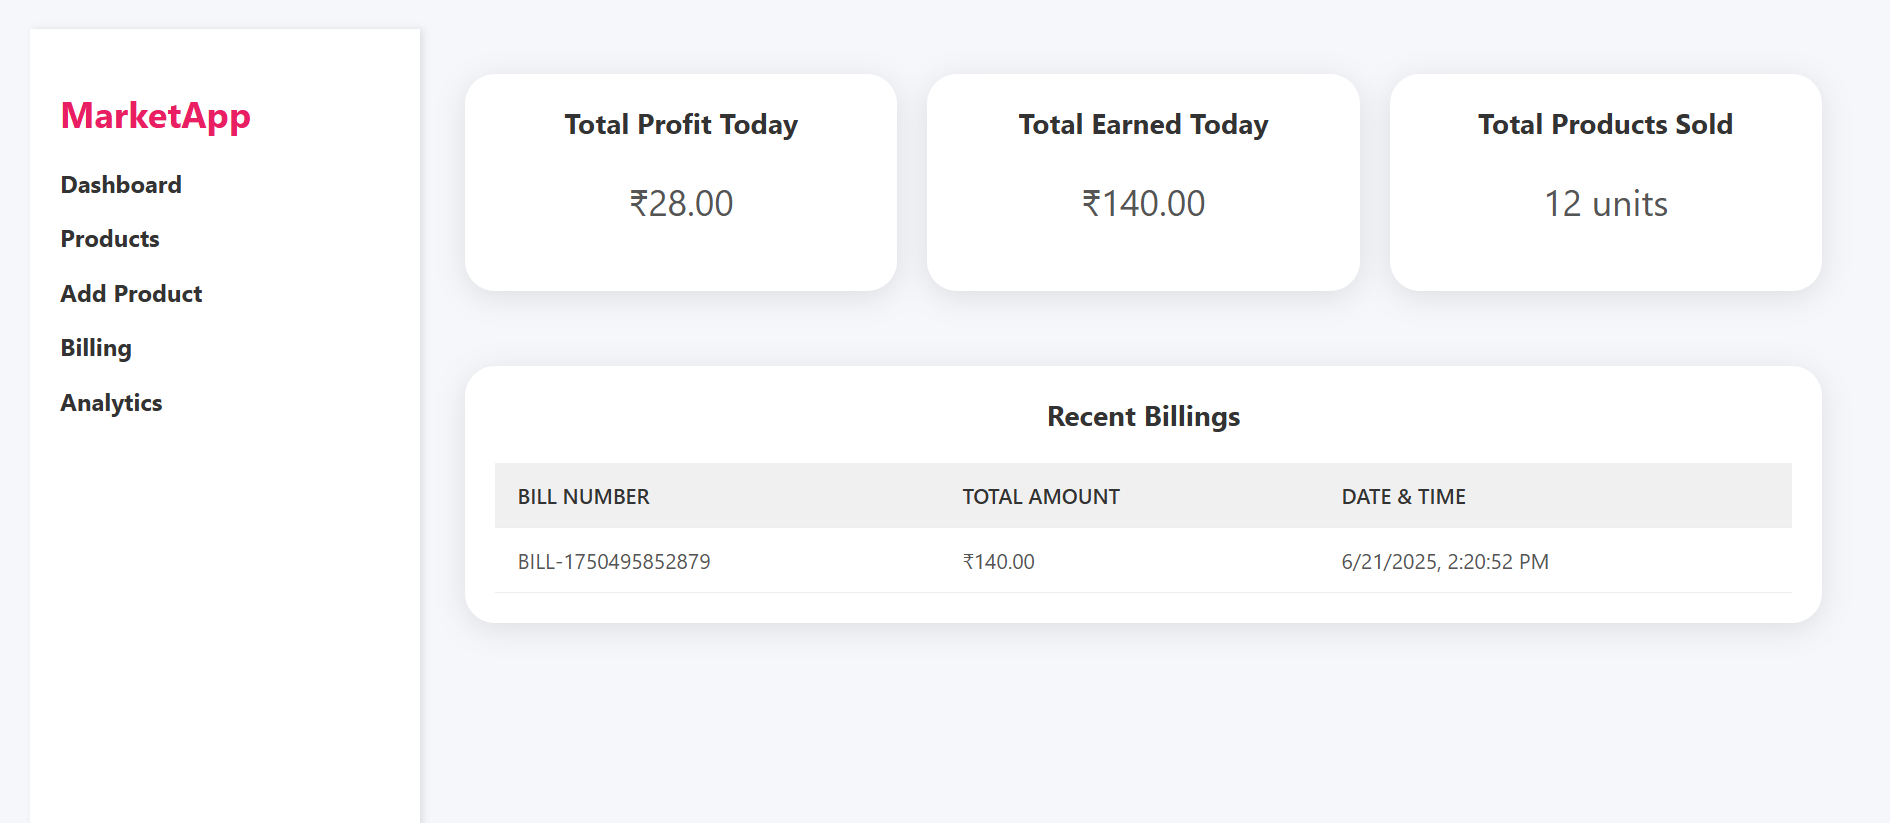 MarketApp
Dashboard
Products
Add Product
Billing
Analytics
Total Profit Today
₹28.00
Total Earned Today
₹140.00
Total Products Sold
12 units
Recent Billings
BILL NUMBER TOTAL AMOUNT DATE & TIME
BILL-1750495852879 ₹140.00 6/21/2025, 2:20:52 PM